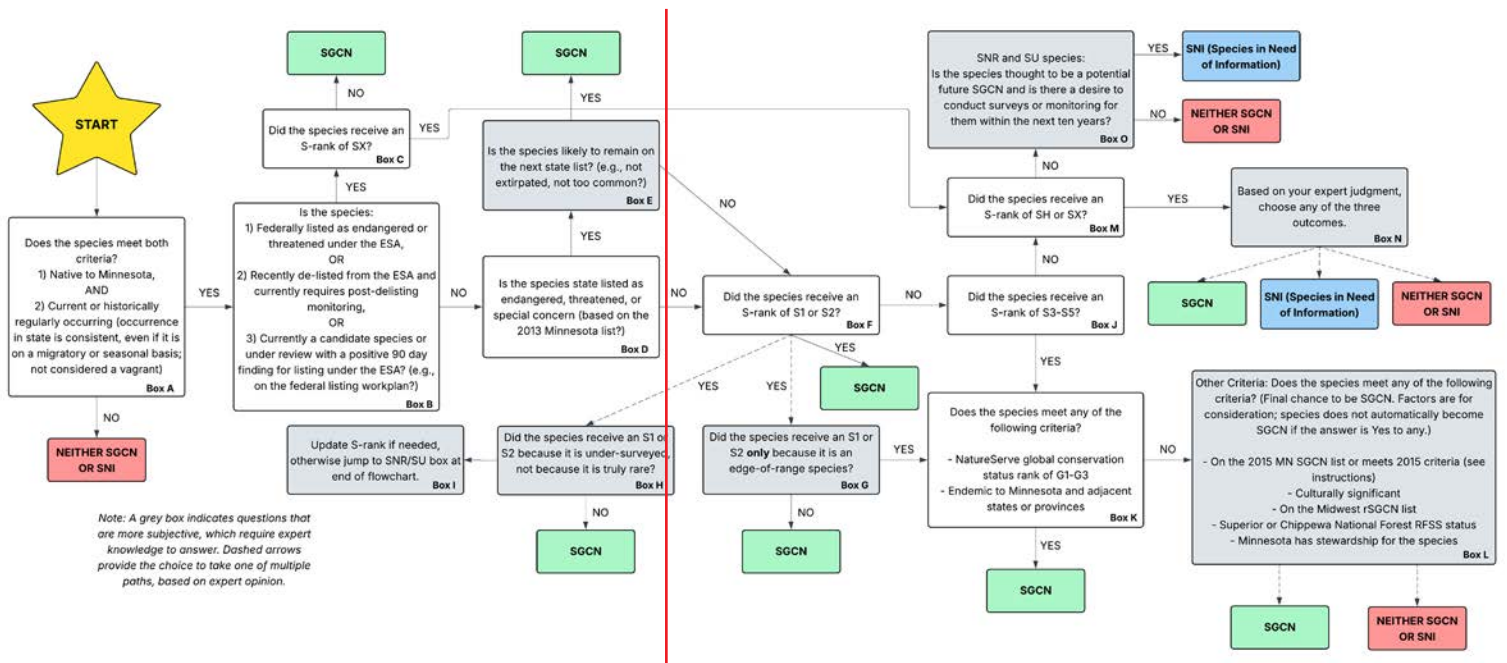 START
Does the species meet both
criteria?
1) Native to Minnesota,
AND
2) Current or historically
regularly occurring (occurrence
in state is consistent, even if it is
on a migratory or seasonal basis;
not considered a vagrant)
Box A
NO
NEITHER SGCN
OR SNI
YES
SGCN
NO
Did the species receive an
S-rank of SX?
Box C
YES
YES
Is the species:
1) Federally listed as endangered or
threatened under the ESA,
OR
2) Recently de-listed from the ESA and
currently requires post-delisting
monitoring,
OR
3) Currently a candidate species or
under review with a positive 90 day
finding for listing under the ESA? (e.g.,
on the federal listing workplan?)
Box B
NO
SGCN
YES
Is the species likely to remain on
the next state list? (e.g., not
extirpated, not too common?)
Box E
NO
YES
Is the species state listed as
endangered, threatened, or
special concern (based on the
2013 Minnesota list?)
Box D
NO
Did the species receive an
S-rank of S1 or S2?
Box F
NO
YES
SGCN
YES
YES
Update S-rank if needed,
otherwise jump to SNR/SU box at
end of flowchart.
Box I
Did the species receive an S1 or
S2 because it is under-surveyed,
not because it is truly rare?
Box H
NO
SGCN
Did the species receive an S1 or
S2 only because it is an
edge-of-range species?
Box G
YES
NO
SGCN
SNR and SU species:
Is the species thought to be a potential
future SGCN and is there a desire to
conduct surveys or monitoring for
them within the next ten years?
Box O
YES
SNI (Species in Need
of Information)
NO
NEITHER SGCN
OR SNI
NO
Did the species receive an
S-rank of SH or SX?
Box M
YES
Based on your expert judgment,
choose any of the three
outcomes.
Box N
SGCN
SNI (Species in Need
of Information)
NEITHER SGCN
OR SNI
NO
Did the species receive an
S-rank of S3-S5?
Box J
YES
Does the species meet any of the
following criteria?
- NatureServe global conservation
status rank of G1-G3
- Endemic to Minnesota and adjacent
states or provinces
Box K
NO
YES
SGCN
Other Criteria: Does the species meet any of the following
criteria? (Final chance to be SGCN. Factors are for
consideration; species does not automatically become
SGCN if the answer is Yes to any.)
- On the 2015 MN SGCN list or meets 2015 criteria (see
instructions)
- Culturally significant
- On the Midwest rSGCN list
- Superior or Chippewa National Forest RFSS status
- Minnesota has stewardship for the species
Box L
SGCN
NEITHER SGCN
OR SNI
Note: A grey box indicates questions that
are more subjective, which require expert
knowledge to answer. Dashed arrows
provide the choice to take one of multiple
paths, based on expert opinion.